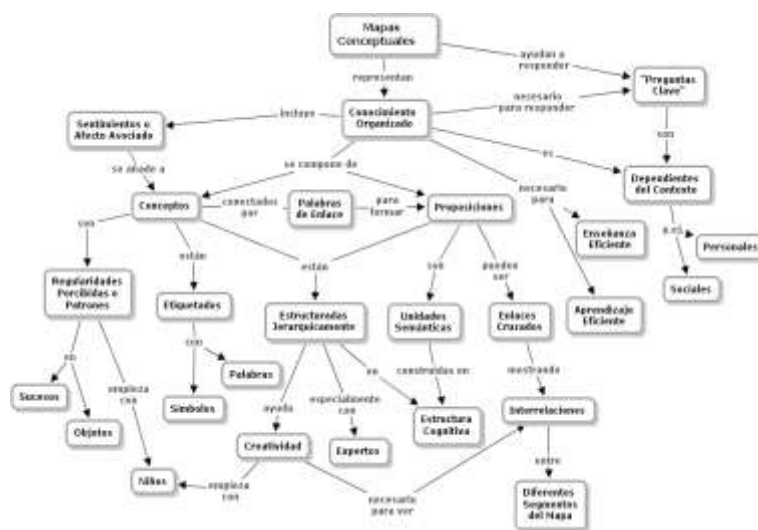 Mapas
Conceptuales
ayudan a
responder
representan
"Preguntas
Clave"
necesario
para responder
Conocimiento
Organizado
incluye
Sentimientos o
Afecto Asociado
son
es
se compone de
se añade a
necesario
para
Dependientes
del Contexto
Conceptos
conectados
por
Palabras
de Enlace
para
formar
Proposiciones
Enseñanza
Eficiente
p.ej.
Personales
son
están
están
son
pueden
ser
Sociales
Regularidades
Percibidas o
Patrones
Etiquetados
Estructuradas
Jerarquicamente
Unidades
Semánticas
Enlaces
Cruzados
Aprendizaje
Eficiente
en
con
Palabras
en
construidas en
mostrando
Sucesos
empieza
con
Símbolos
ayuda
especialmente
con
Interrelaciones
Objetos
Creatividad
Expertos
Estructura
Cognitiva
Niños
empieza
con
necesaria
para ver
entre
Diferentes
Segmentos
del Mapa